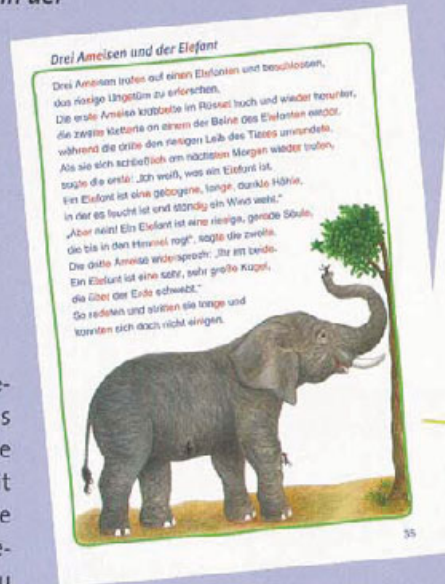 Drei Ameisen und der Elefant
Drei Ameisen trafen auf einen Elefanten und beschlossen,
das riesige Ungetüm zu erforschen.
Die erste Ameise krabbelte im Rüssel hoch und wieder herunter,
die zweite kletterte an einem der Beine des Elefanten empor,
während die dritte den riesigen Leib des Tieres umrundete.
Als sie sich schließlich am nächsten Morgen wieder trafen,
sagte die erste: „Ich weiß, was ein Elefant ist.
Ein Elefant ist eine gebogene, lange, dunkle Höhle,
in der es feucht ist und ständig ein Wind weht."
„Aber nein! Ein Elefant ist eine riesige, gerade Säule,
die bis in den Himmel ragt", sagte die zweite.
Die dritte Ameise widersprach: „Ihr irrt beide.
Ein Elefant ist eine sehr, sehr große Kugel,
die über der Erde schwebt."
So redeten und stritten sie lange und
konnten sich doch nicht einigen.
35